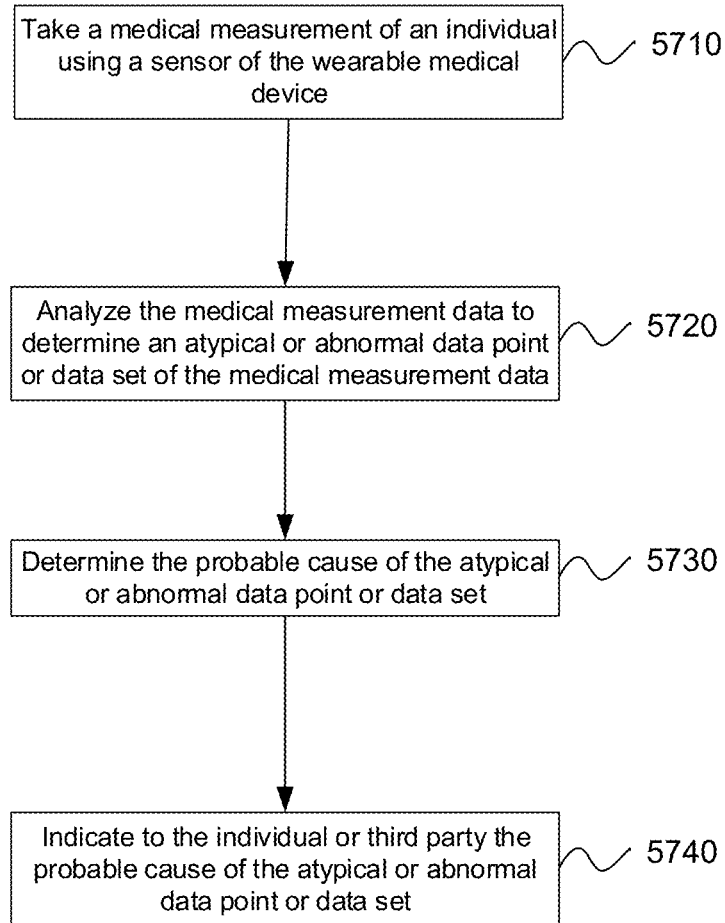 Take a medical measurement of an individual
using a sensor of the wearable medical
device
5710
Analyze the medical measurement data to
determine an atypical or abnormal data point
or data set of the medical measurement data
5720
Determine the probable cause of the atypical
or abnormal data point or data set
5730
Indicate to the individual or third party the
probable cause of the atypical or abnormal
data point or data set
5740